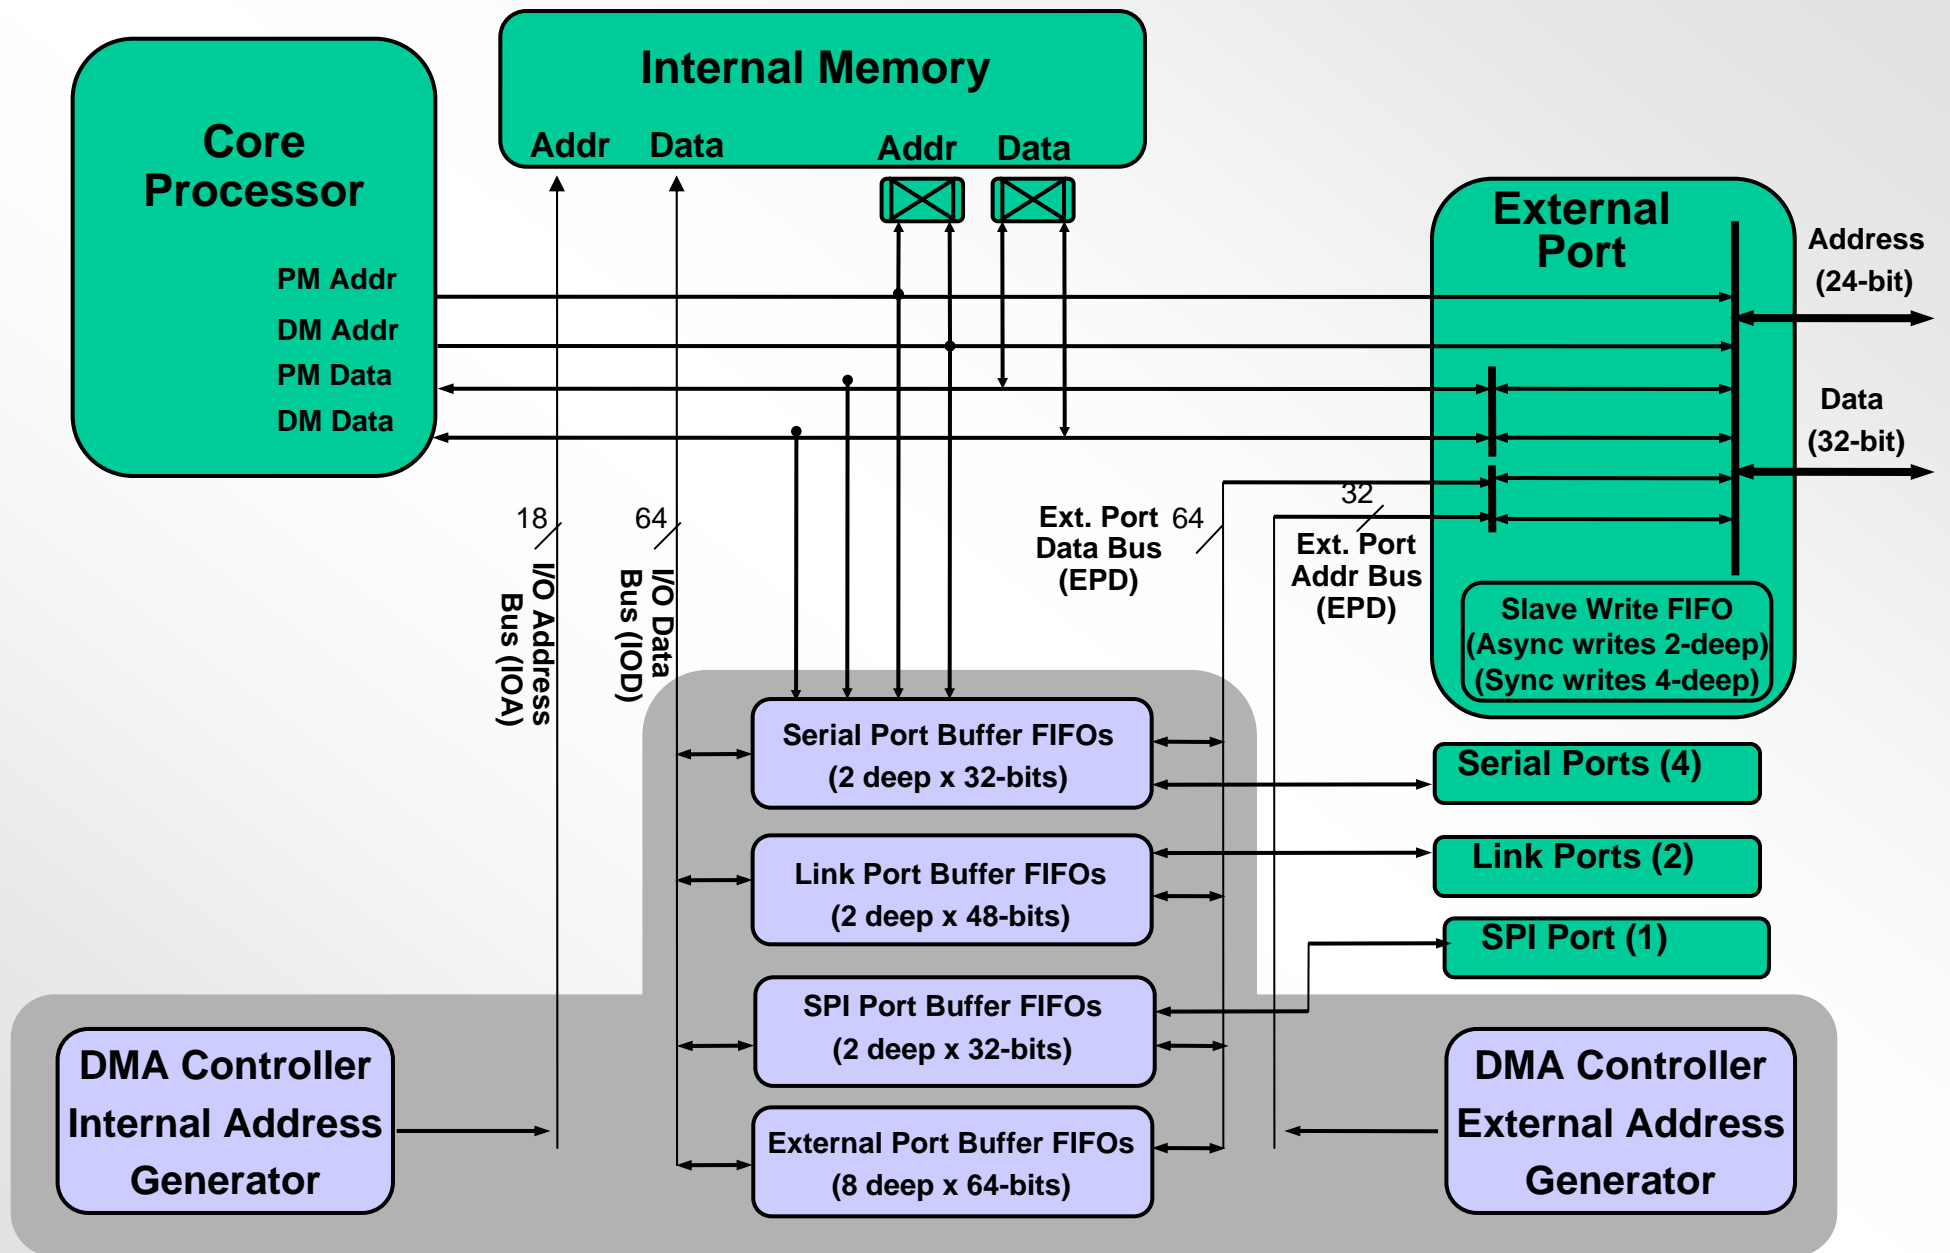 Core
Processor
PM Addr
DM Addr
PM Data
DM Data
Internal Memory
Addr Data Addr Data
External
Port
Address
(24-bit)
Data
(32-bit)
18
I/O Address
Bus (IOA)
64
I/O Data
Bus (IOD)
Ext. Port
Data Bus
(EPD)
64
32
Ext. Port
Addr Bus
(EPD)
Slave Write FIFO
(Async writes 2-deep)
(Sync writes 4-deep)
Serial Port Buffer FIFOs
(2 deep x 32-bits)
Serial Ports (4)
Link Port Buffer FIFOs
(2 deep x 48-bits)
Link Ports (2)
SPI Port (1)
SPI Port Buffer FIFOs
(2 deep x 32-bits)
External Port Buffer FIFOs
(8 deep x 64-bits)
DMA Controller
Internal Address
Generator
DMA Controller
External Address
Generator